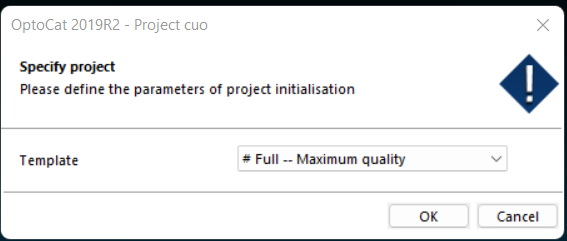 OptoCat 2019R2 - Project cuo
Specify project
Please define the parameters of project initialisation
Template
# Full -- Maximum quality
OK
Cancel